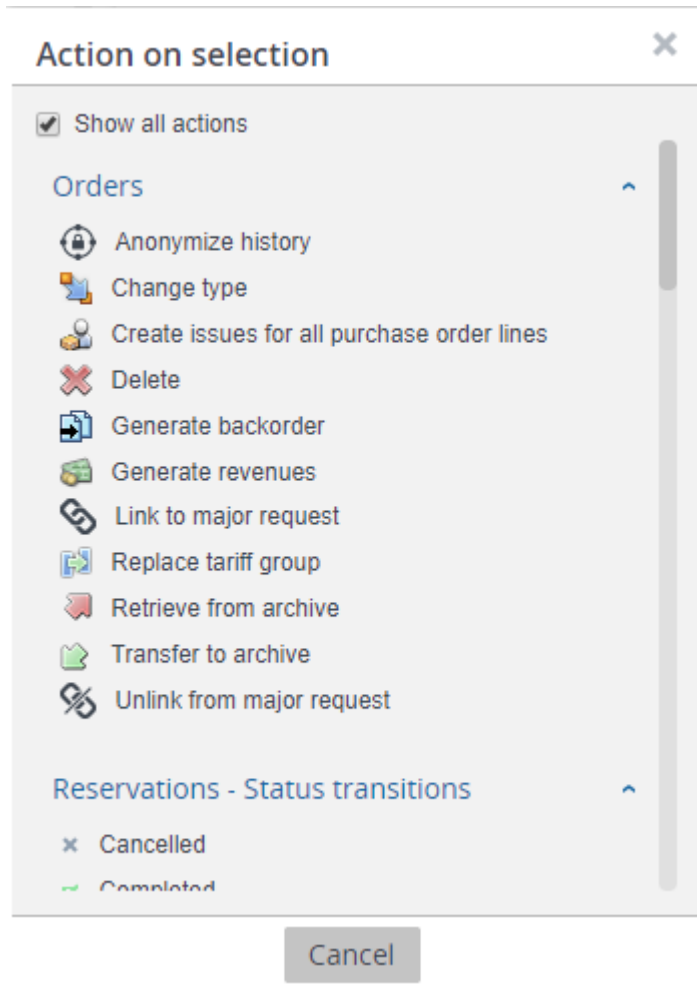 Action on selection
Show all actions
Orders
Anonymize history
Change type
Create issues for all purchase order lines
Delete
Generate backorder
Generate revenues
Link to major request
Replace tariff group
Retrieve from archive
Transfer to archive
Unlink from major request
Reservations - Status transitions
Cancelled
Completed
Cancel